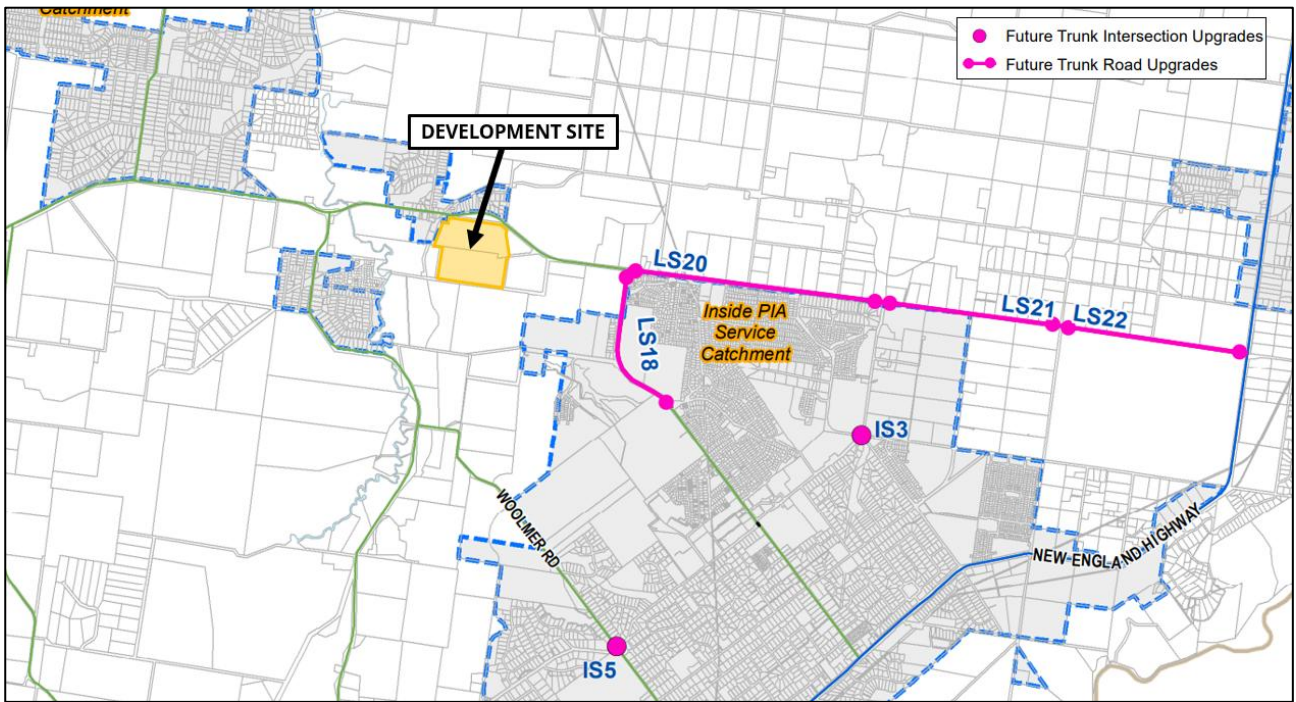 Catchment
Future Trunk Intersection Upgrades
Future Trunk Road Upgrades
DEVELOPMENT SITE
LS20
LS21
LS22
Inside PIA
Service
Catchment
LS18
IS3
WOOLMER RD
NEW ENGLAND HIGHWAY
IS5